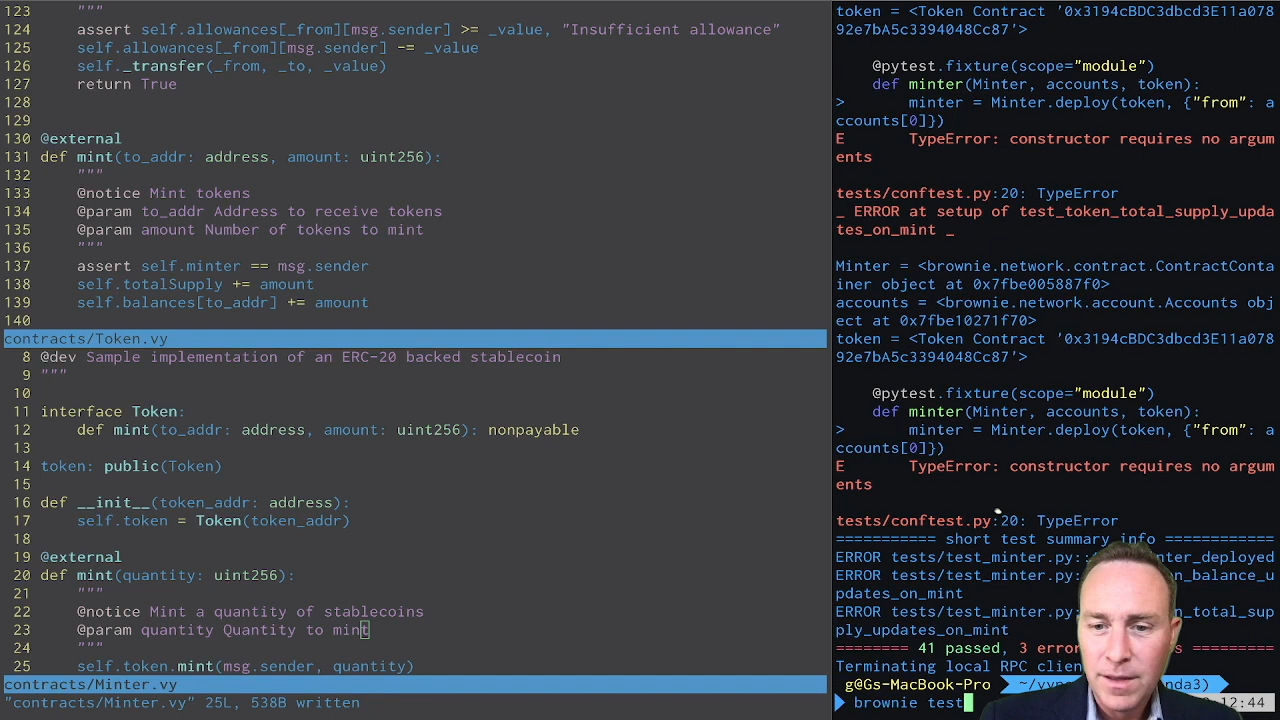 123     """
124     assert self.allowances[_from][msg.sender] >= _value, "Insufficient allowance"
125     self.allowances[_from][msg.sender] -= _value
126     self._transfer(_from, _to, _value)
127     return True
128
129
130 @external
131 def mint(to_addr: address, amount: uint256):
132     """
133     @notice Mint tokens
134     @param to_addr Address to receive tokens
135     @param amount Number of tokens to mint
136     """
137     assert self.minter == msg.sender
138     self.totalSupply += amount
139     self.balances[to_addr] += amount
140
contracts/Token.vy
8 @dev Sample implementation of an ERC-20 backed stablecoin
9 """
10
11 interface Token:
12     def mint(to_addr: address, amount: uint256): nonpayable
13
14 token: public(Token)
15
16 def __init__(token_addr: address):
17     self.token = Token(token_addr)
18
19 @external
20 def mint(quantity: uint256):
21     """
22     @notice Mint a quantity of stablecoins
23     @param quantity Quantity to mint
24     """
25     self.token.mint(msg.sender, quantity)
contracts/Minter.vy
"contracts/Minter.vy" 25L, 538B written
token = <Token Contract '0x3194cBDC3dbcd3E11a078
92e7bA5c3394048Cc87'>
@pytest.fixture(scope="module")
def minter(Minter, accounts, token):
>       minter = Minter.deploy(token, {"from": a
ccounts[0]})
E       TypeError: constructor requires no argum
ents
tests/conftest.py:20: TypeError
_ ERROR at setup of test_token_total_supply_upda
tes_on_mint _
Minter = <brownie.network.contract.ContractConta
iner object at 0x7fbe005887f0>
accounts = <brownie.network.account.Accounts obj
ect at 0x7fbe10271f70>
token = <Token Contract '0x3194cBDC3dbcd3E11a078
92e7bA5c3394048Cc87'>
@pytest.fixture(scope="module")
def minter(Minter, accounts, token):
>       minter = Minter.deploy(token, {"from": a
ccounts[0]})
E       TypeError: constructor requires no argum
ents
tests/conftest.py:20: TypeError
=========== short test summary info ============
ERROR tests/test_minter.py:: nter_deployed
ERROR tests/test_minter.py:: n_balance_u
pdates_on_mint
ERROR tests/test_minter.py n_total_sup
ply_updates_on_mint
======== 41 passed, 3 error s =========
Terminating local RPC clien
g@Gs-MacBook-Pro ~/vyp nda3)
brownie test 12:44